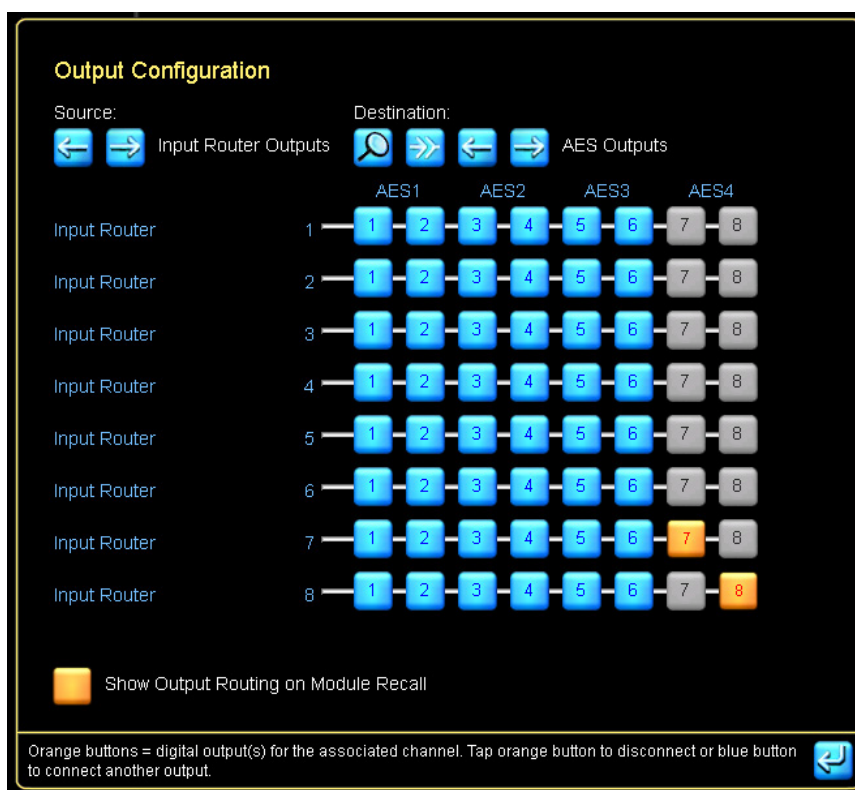 Output Configuration
Source: Destination:
Input Router Outputs AES Outputs
AES1 AES2 AES3 AES4
Input Router 1 1 2 3 4 5 6 7 8
Input Router 2 1 2 3 4 5 6 7 8
Input Router 3 1 2 3 4 5 6 7 8
Input Router 4 1 2 3 4 5 6 7 8
Input Router 5 1 2 3 4 5 6 7 8
Input Router 6 1 2 3 4 5 6 7 8
Input Router 7 1 2 3 4 5 6 7 8
Input Router 8 1 2 3 4 5 6 7 8
Show Output Routing on Module Recall
Orange buttons = digital output(s) for the associated channel. Tap orange button to disconnect or blue button
to connect another output.